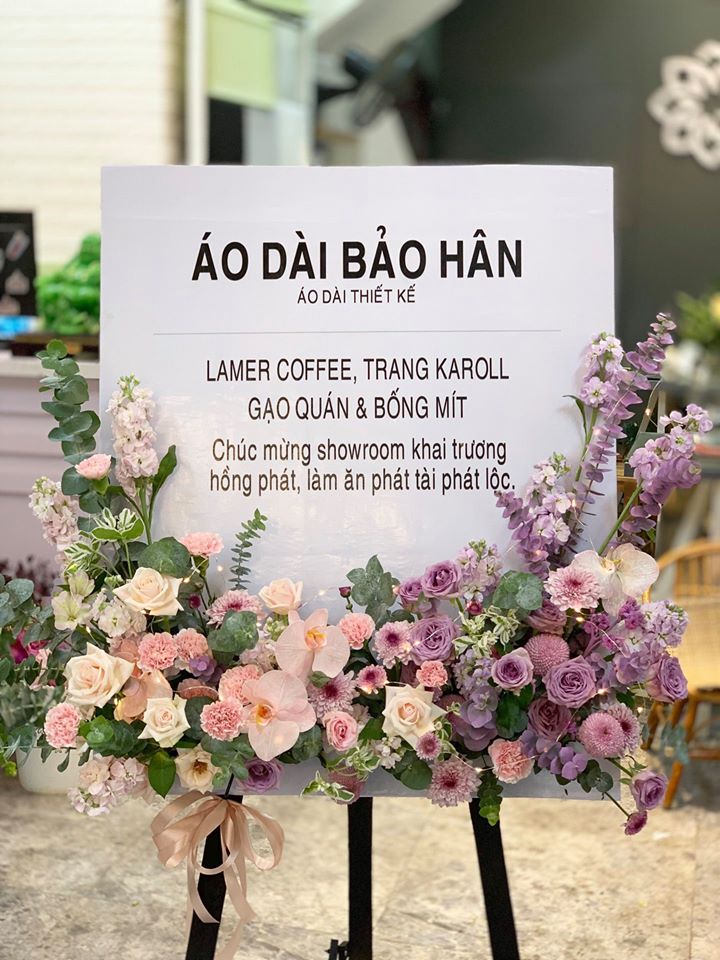 ÁO DÀI BẢO HÂN
ÁO DÀI THIẾT KẾ
LAMER COFFEE, TRANG KAROLL
GẠO QUÁN & BỐNG MÍT
Chúc mừng showroom khai trương
hồng phát, làm ăn phát tài phát lộc.